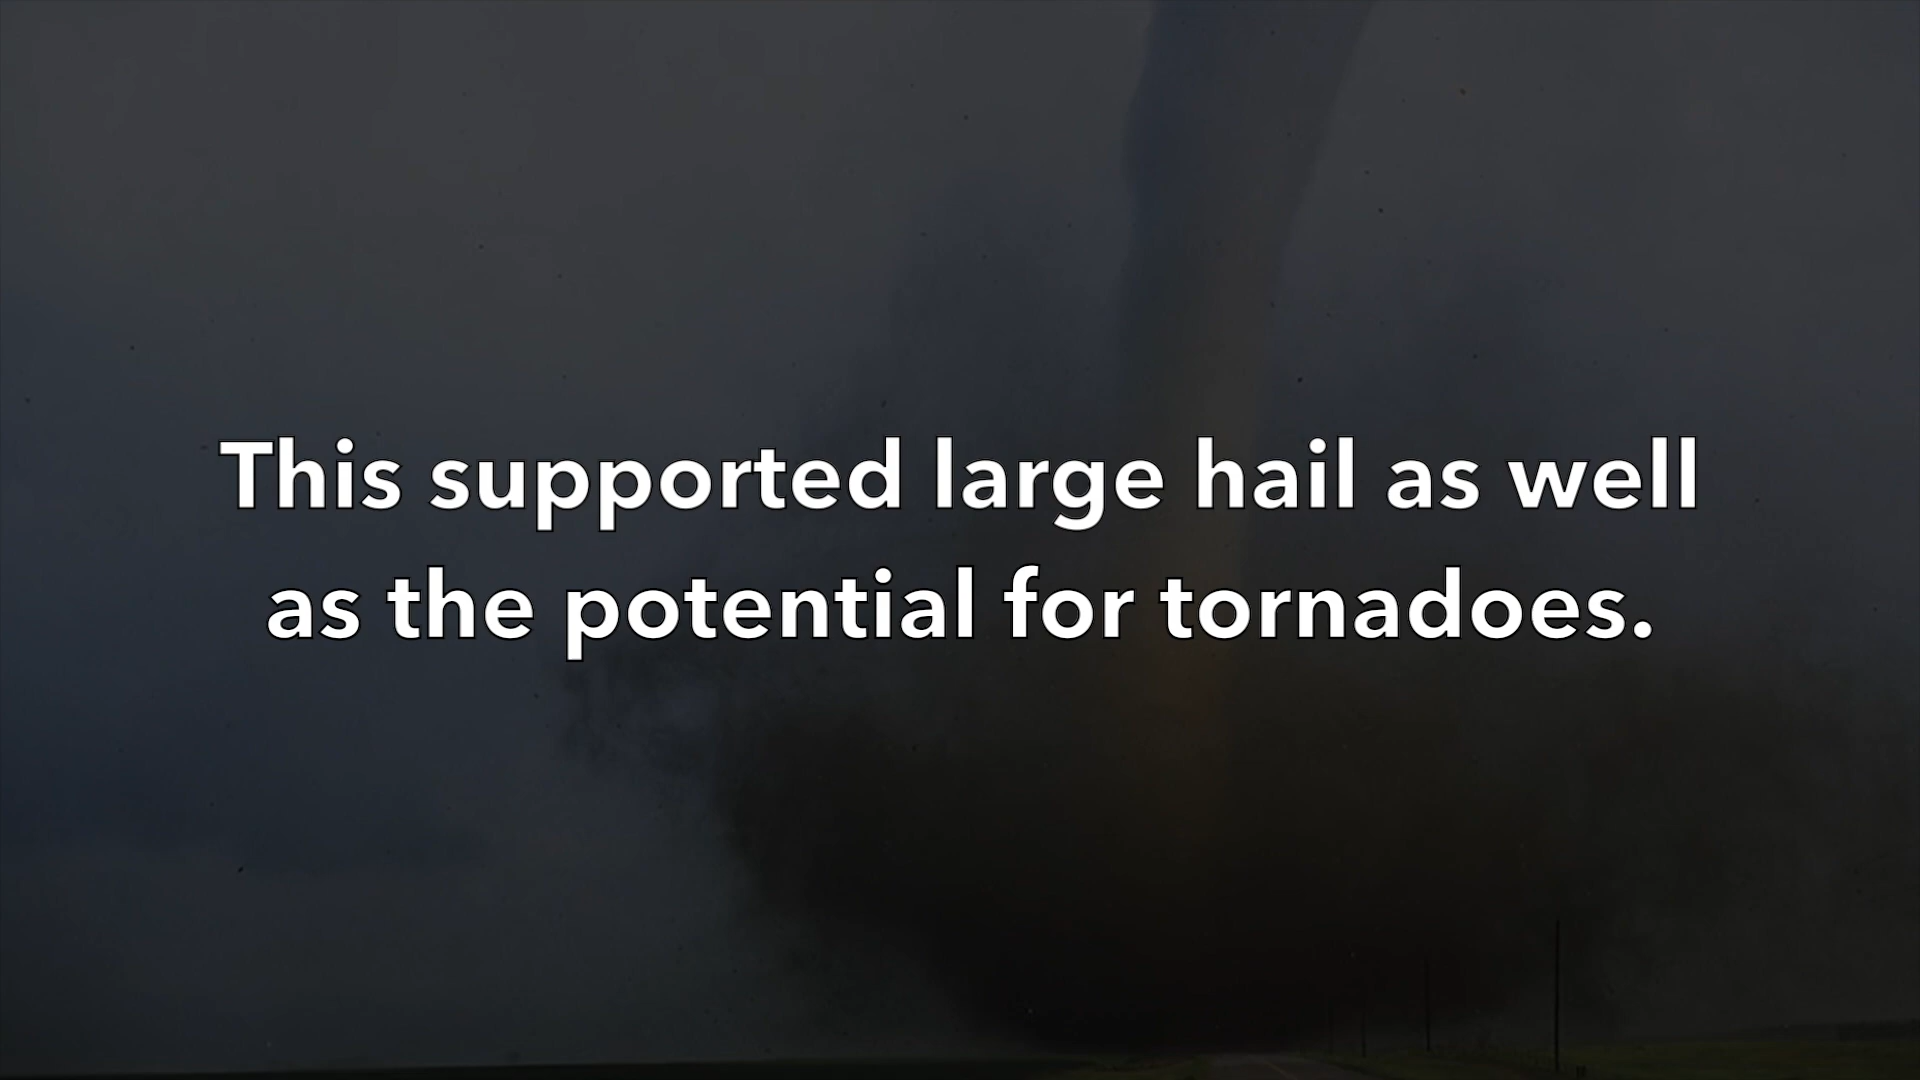 This supported large hail as well
as the potential for tornadoes.